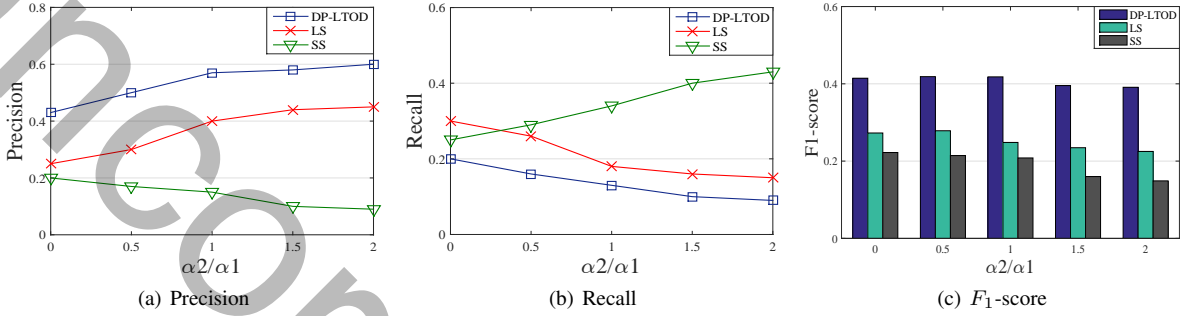 0.8
0.6
0.4
0.2
0
0
0.5
1
1.5
2
Precision
α2/α1
DP-LTOD
LS
SS
(a) Precision
0.6
0.4
0.2
0
0
0.5
1
1.5
2
Recall
α2/α1
DP-LTOD
LS
SS
(b) Recall
0.6
0.4
0.2
0
0
0.5
1
1.5
2
F1-score
α2/α1
DP-LTOD
LS
SS
(c) F₁-score